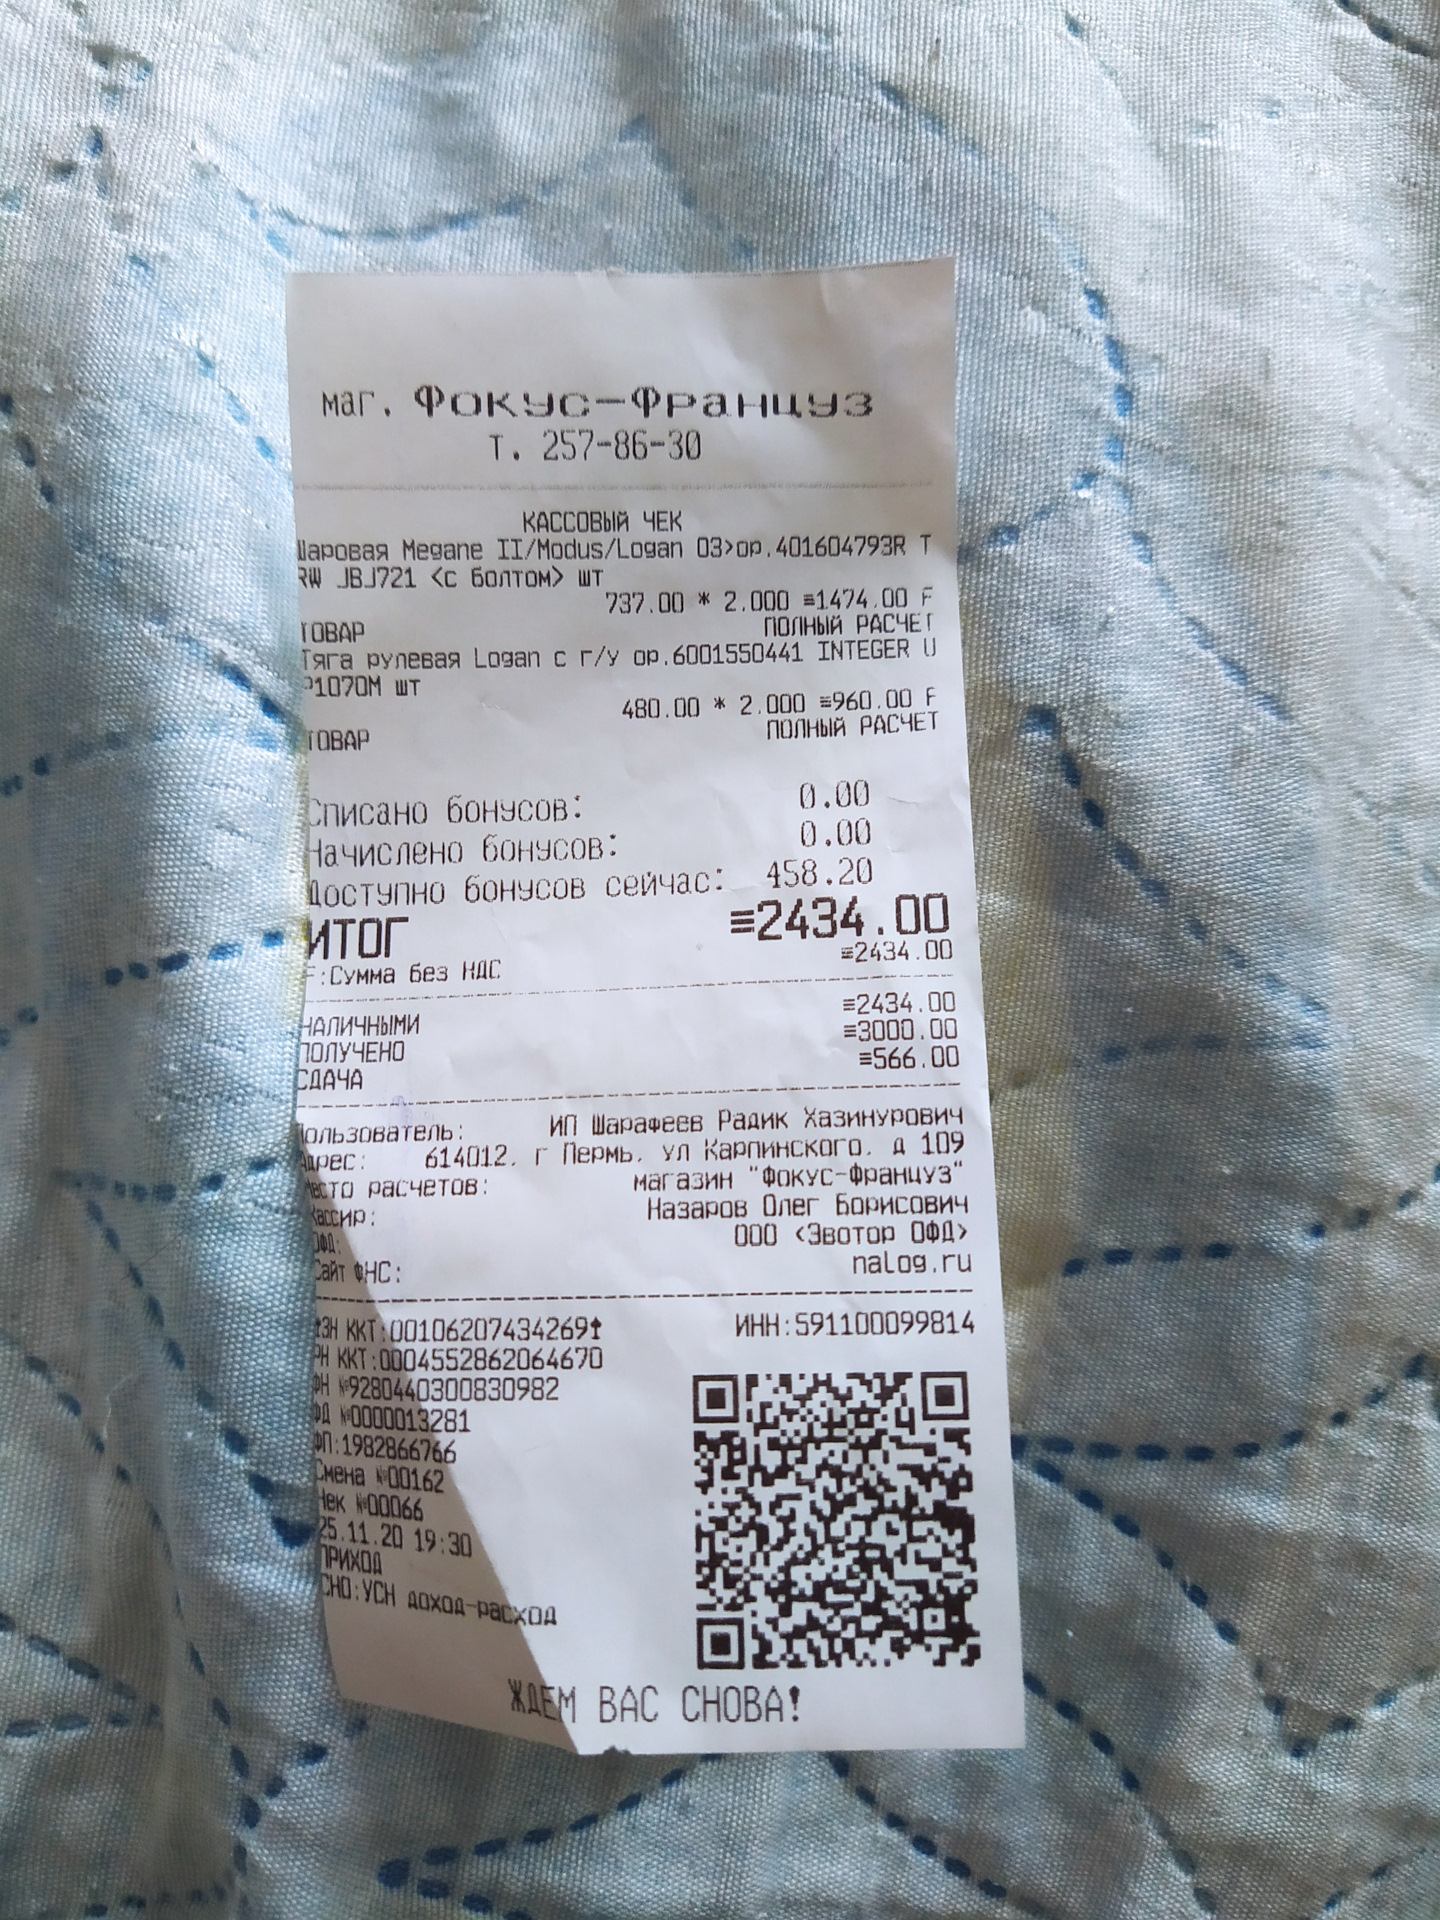 маг. Фокус-Француз
т. 257-86-30
КАССОВЫЙ ЧЕК
Шаровая Megane II/Modus/Logan 03>ор.401604793R T
RW JBJ721 <с болтом> шт
737.00 * 2.000 ≡1474.00 F
ТОВАР ПОЛНЫЙ РАСЧЕТ
Тяга рулевая Logan с г/у ор.6001550441 INTEGER U
P1070M шт
480.00 * 2.000 ≡960.00 F
ТОВАР ПОЛНЫЙ РАСЧЕТ
Списано бонусов: 0.00
Начислено бонусов: 0.00
Доступно бонусов сейчас: 458.20
ИТОГ ≡2434.00
F:Сумма без НДС ≡2434.00
НАЛИЧНЫМИ ≡2434.00
ПОЛУЧЕНО ≡3000.00
СДАЧА ≡566.00
Пользователь: ИП Шарафеев Радик Хазинурович
Адрес: 614012, г Пермь, ул Карпинского, д 109
Место расчетов: магазин "Фокус-Француз"
Кассир: Назаров Олег Борисович
ОФД: ООО <Эвотор ОФД>
Сайт ФНС: nalog.ru
ЗН ККТ:00106207434269 ИНН:591100099814
РН ККТ:0004552862064670
ФН №9280440300830982
ФД №0000013281
ФП:1982866766
Смена №00162
Чек №00066
25.11.20 19:30
ПРИХОД
СНО:УСН доход-расход
ЖДЕМ ВАС СНОВА!